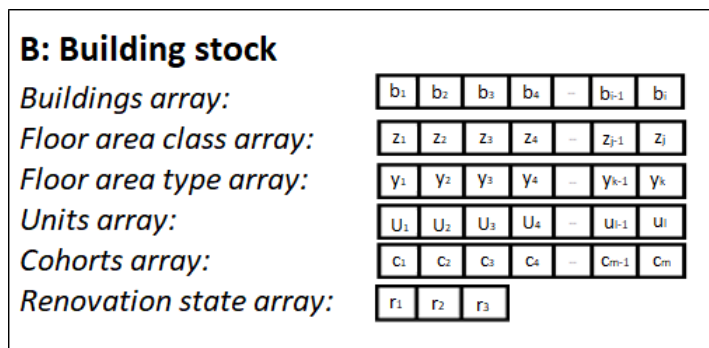 B: Building stock
Buildings array: b1 b2 b3 b4 ... bi-1 bi
Floor area class array: z1 z2 z3 z4 ... zj-1 zj
Floor area type array: y1 y2 y3 y4 ... yk-1 yk
Units array: U1 U2 U3 U4 ... ul-1 ul
Cohorts array: c1 c2 c3 c4 ... cm-1 cm
Renovation state array: r1 r2 r3